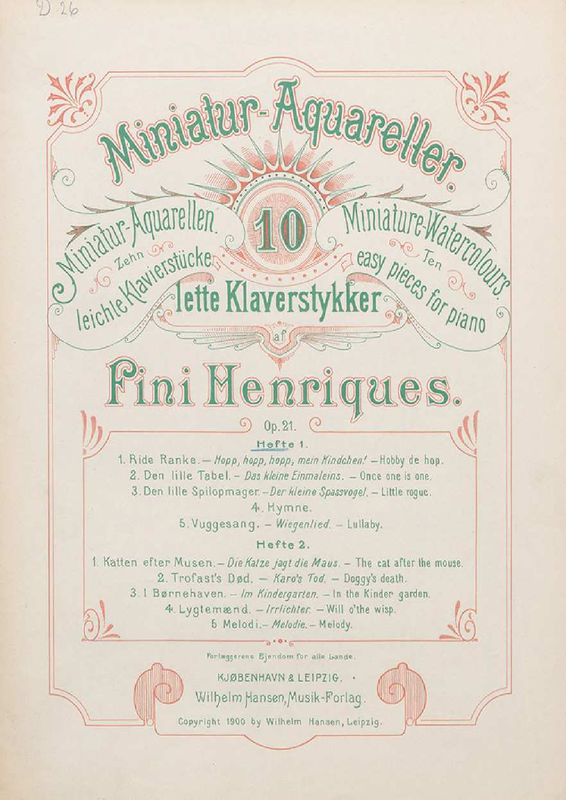 D. 26
Miniatur-Aquareller.
Miniatur-Aquarellen.
Zehn
leichte Klavierstücke
10
Miniature-Watercolours.
Ten
easy pieces for piano
lette Klaverstykker
af
Fini Henriques.
Op. 21.
Hefte 1.
1. Ride Ranke. – Hopp, hopp, hopp, mein Kindchen! – Hobby de hop.
2. Den lille Tabel. – Das kleine Einmaleins. – Once one is one.
3. Den lille Spilopmager. – Der kleine Spassvogel. – Little rogue.
4. Hymne.
5. Vuggesang. – Wiegenlied. – Lullaby.
Hefte 2.
1. Katten efter Musen. – Die Katze jagt die Maus. – The cat after the mouse.
2. Trofast's Død. – Karo's Tod. – Doggy's death.
3. I Børnehaven. – Im Kindergarten. – In the Kinder garden.
4. Lygtemænd. – Irrlichter. – Will o'the wisp.
5 Melodi. – Melodie. – Melody.
Forlæggerens Ejendom for alle Lande.
KJØBENHAVN & LEIPZIG.
Wilhelm Hansen, Musik-Forlag.
Copyright 1900 by Wilhelm Hansen, Leipzig.